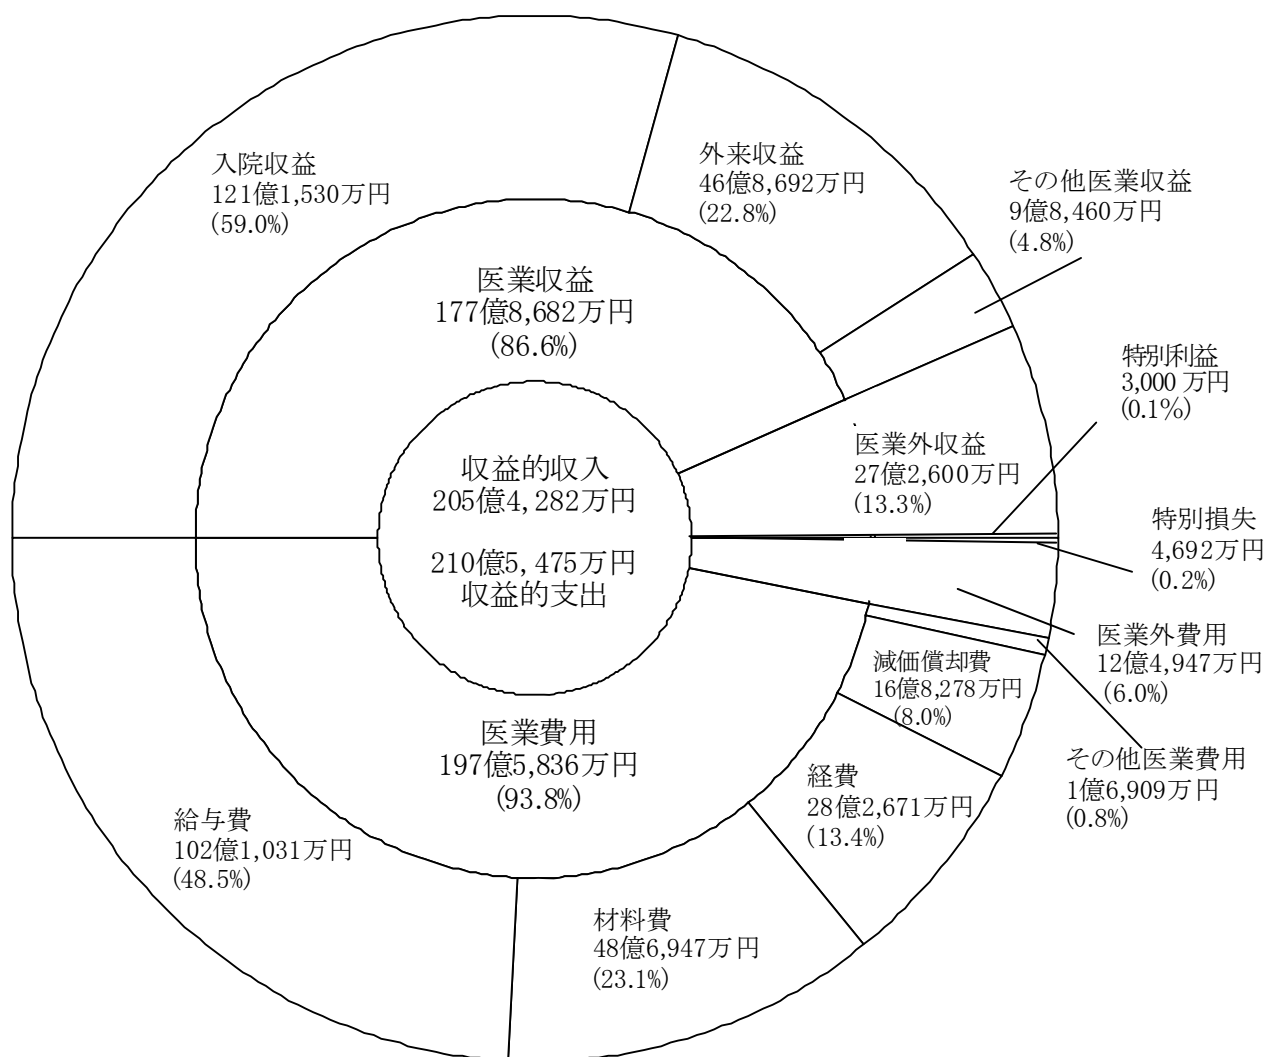 入院収益
121億1,530万円
(59.0%)
外来収益
46億8,692万円
(22.8%)
その他医業収益
9億8,460万円
(4.8%)
医業収益
177億8,682万円
(86.6%)
特別利益
3,000万円
(0.1%)
医業外収益
27億2,600万円
(13.3%)
収益的収入
205億4,282万円
210億5,475万円
収益的支出
特別損失
4,692万円
(0.2%)
医業外費用
12億4,947万円
(6.0%)
減価償却費
16億8,278万円
(8.0%)
その他医業費用
1億6,909万円
(0.8%)
医業費用
197億5,836万円
(93.8%)
経費
28億2,671万円
(13.4%)
給与費
102億1,031万円
(48.5%)
材料費
48億6,947万円
(23.1%)